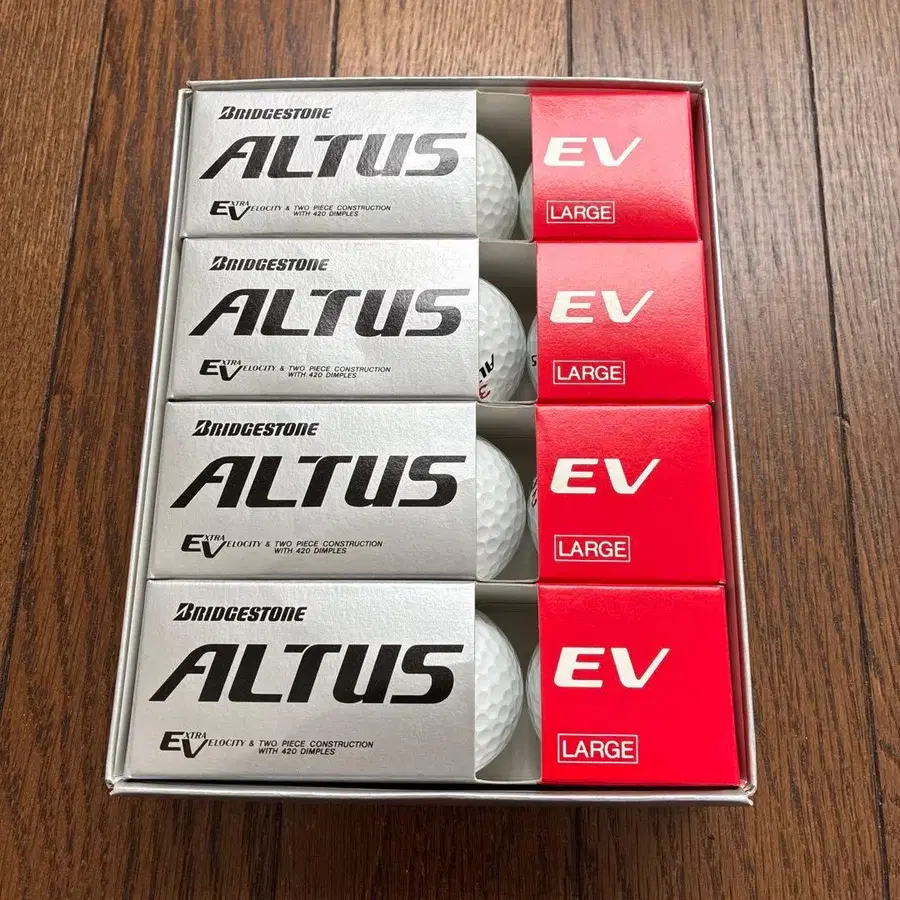 BRIDGESTONE
ALTUS
EXTRA VELOCITY & TWO PIECE CONSTRUCTION
WITH 420 DIMPLES
EV
LARGE
BRIDGESTONE
ALTUS
EXTRA VELOCITY & TWO PIECE CONSTRUCTION
WITH 420 DIMPLES
EV
LARGE
BRIDGESTONE
ALTUS
EXTRA VELOCITY & TWO PIECE CONSTRUCTION
WITH 420 DIMPLES
EV
LARGE
BRIDGESTONE
ALTUS
EXTRA VELOCITY & TWO PIECE CONSTRUCTION
WITH 420 DIMPLES
EV
LARGE